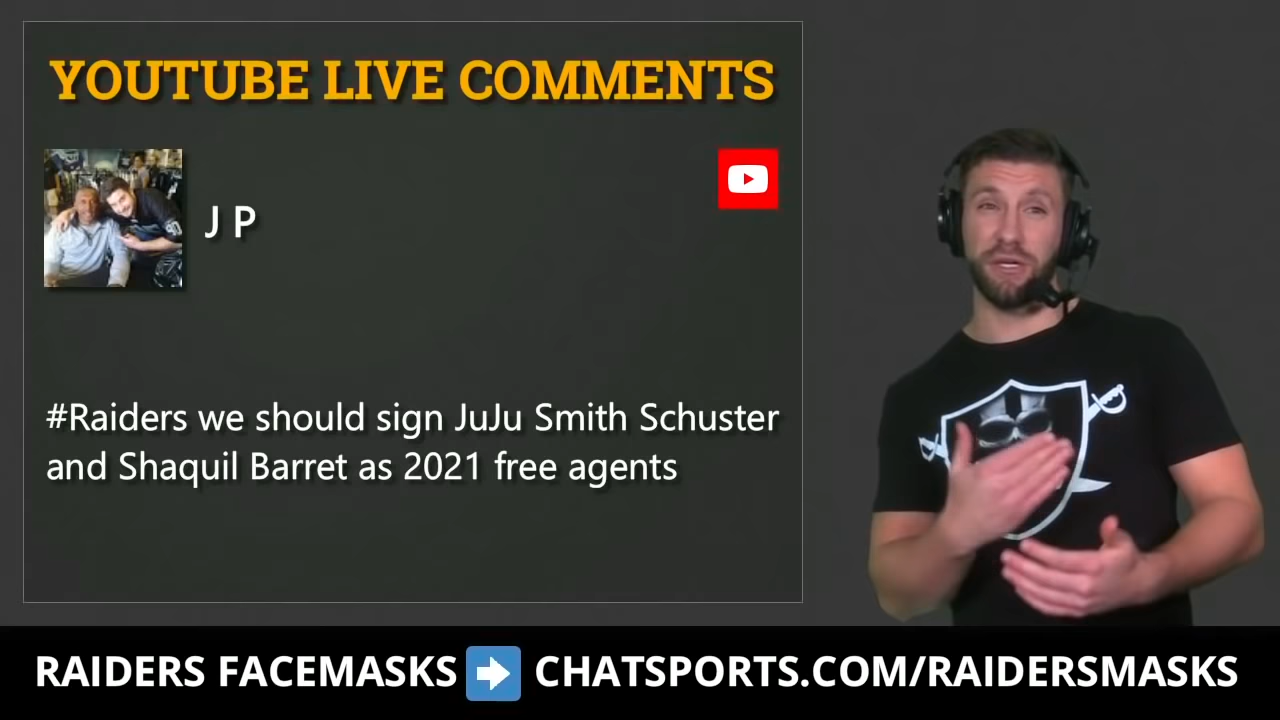 YOUTUBE LIVE COMMENTS
J P
#Raiders we should sign JuJu Smith Schuster
and Shaquil Barret as 2021 free agents
RAIDERS FACEMASKS ➡ CHATSPORTS.COM/RAIDERSMASKS